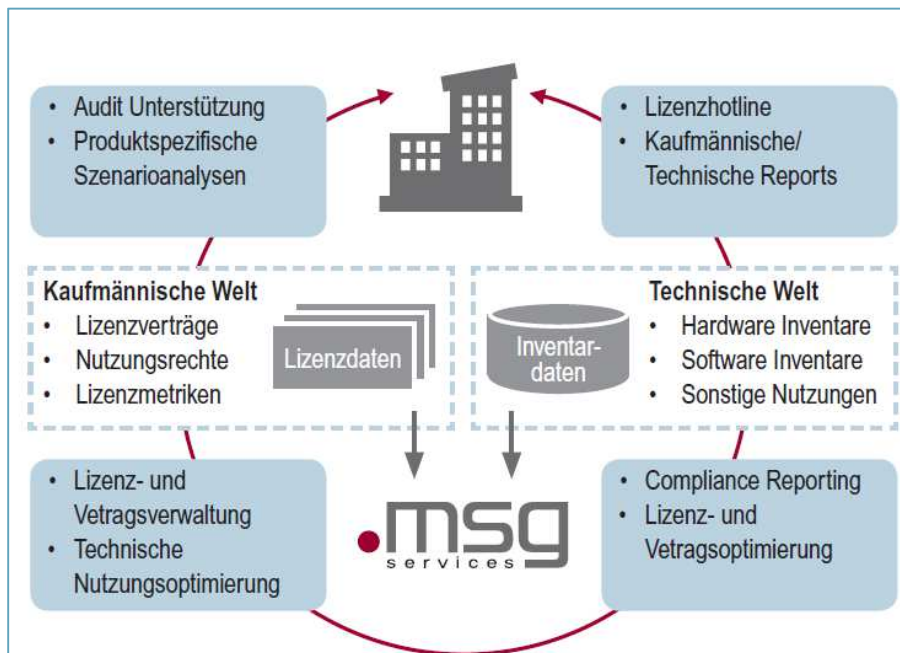 • Audit Unterstützung
• Produktspezifische
Szenarioanalysen
• Lizenzhotline
• Kaufmännische/
Technische Reports
Kaufmännische Welt
• Lizenzverträge
• Nutzungsrechte
• Lizenzmetriken
Lizenzdaten
Inventar-
daten
Technische Welt
• Hardware Inventare
• Software Inventare
• Sonstige Nutzungen
• Lizenz- und
Vetragsverwaltung
• Technische
Nutzungsoptimierung
.msg
services
• Compliance Reporting
• Lizenz- und
Vetragsoptimierung